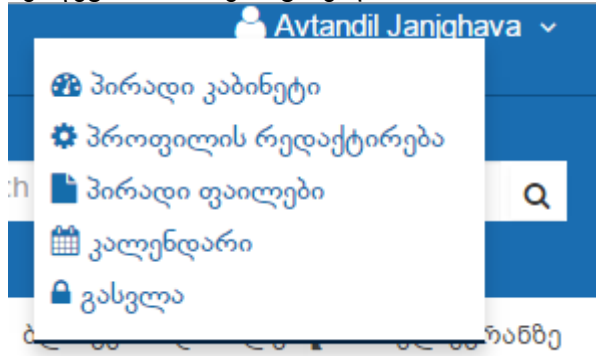 Avtandil Janjghava
პირადი კაბინეტი
პროფილის რედაქტირება
პირადი ფაილები
კალენდარი
გასვლა